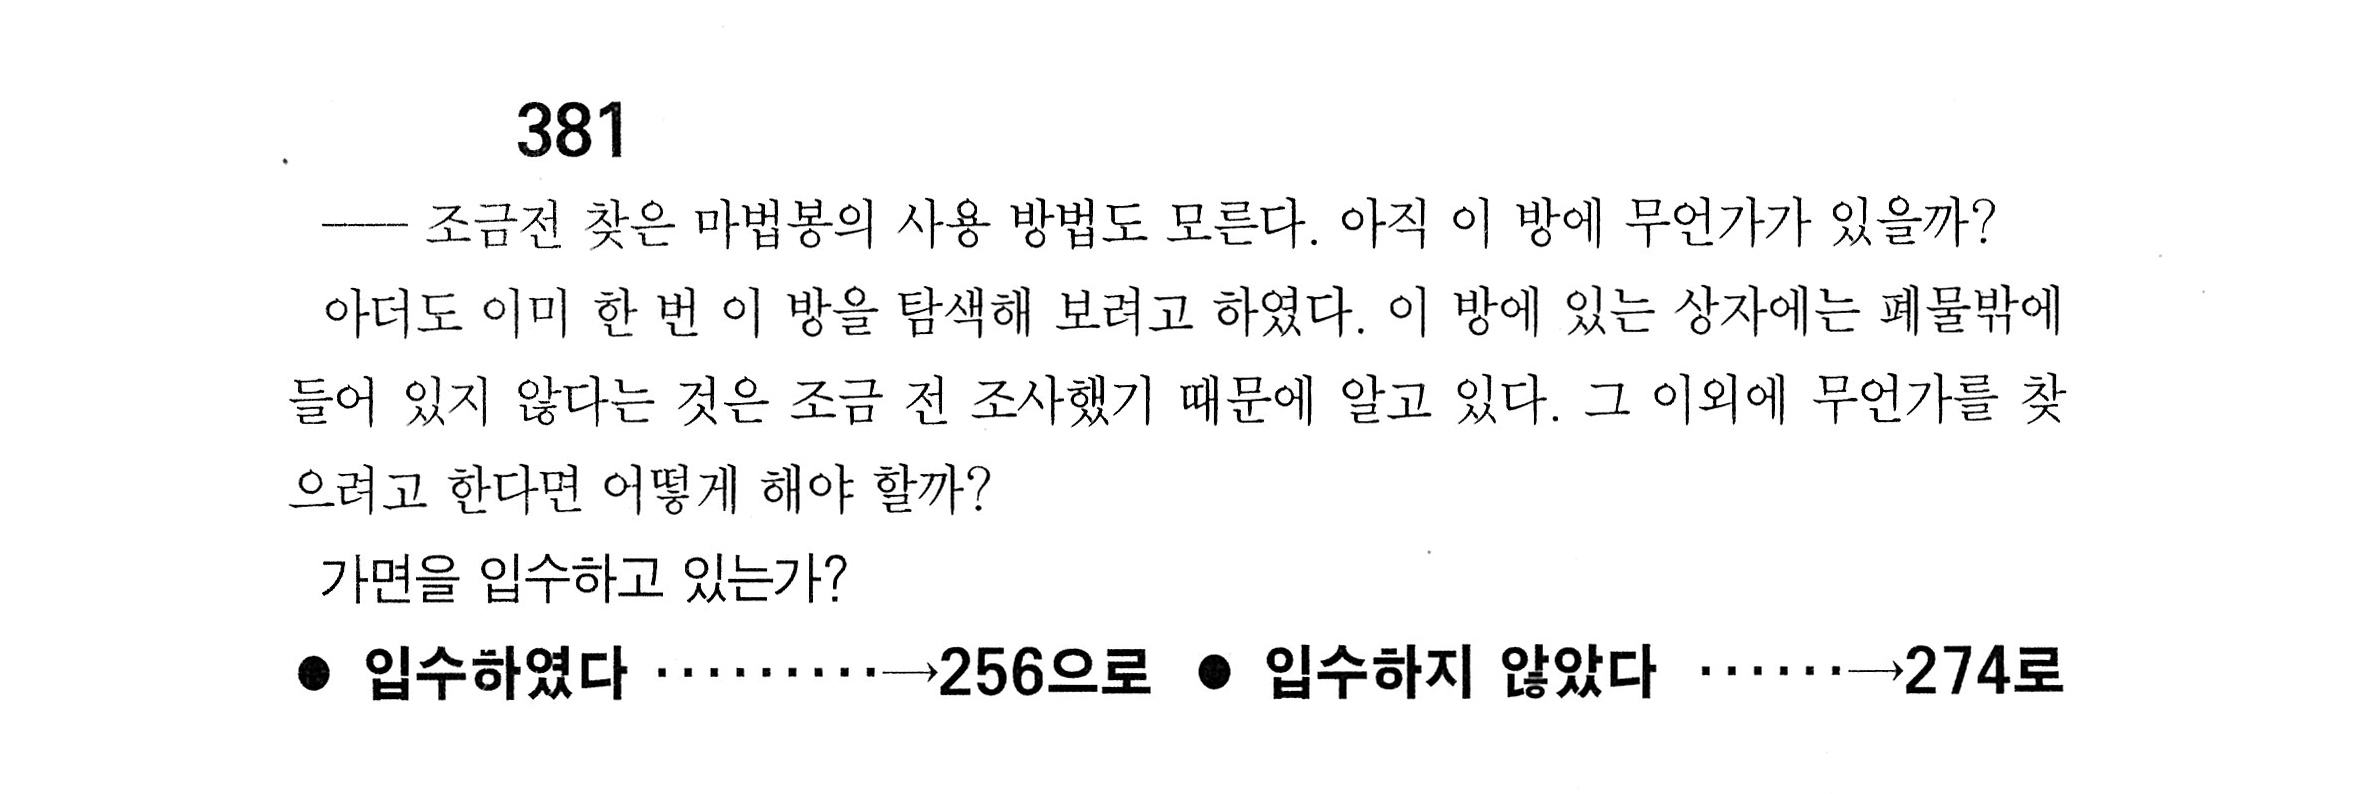 381
── 조금전 찾은 마법봉의 사용 방법도 모른다. 아직 이 방에 무언가가 있을까?
아더도 이미 한 번 이 방을 탐색해 보려고 하였다. 이 방에 있는 상자에는 폐물밖에
들어 있지 않다는 것은 조금 전 조사했기 때문에 알고 있다. 그 이외에 무언가를 찾
으려고 한다면 어떻게 해야 할까?
가면을 입수하고 있는가?
● 입수하였다 ·········→256으로 ● 입수하지 않았다 ······→274로